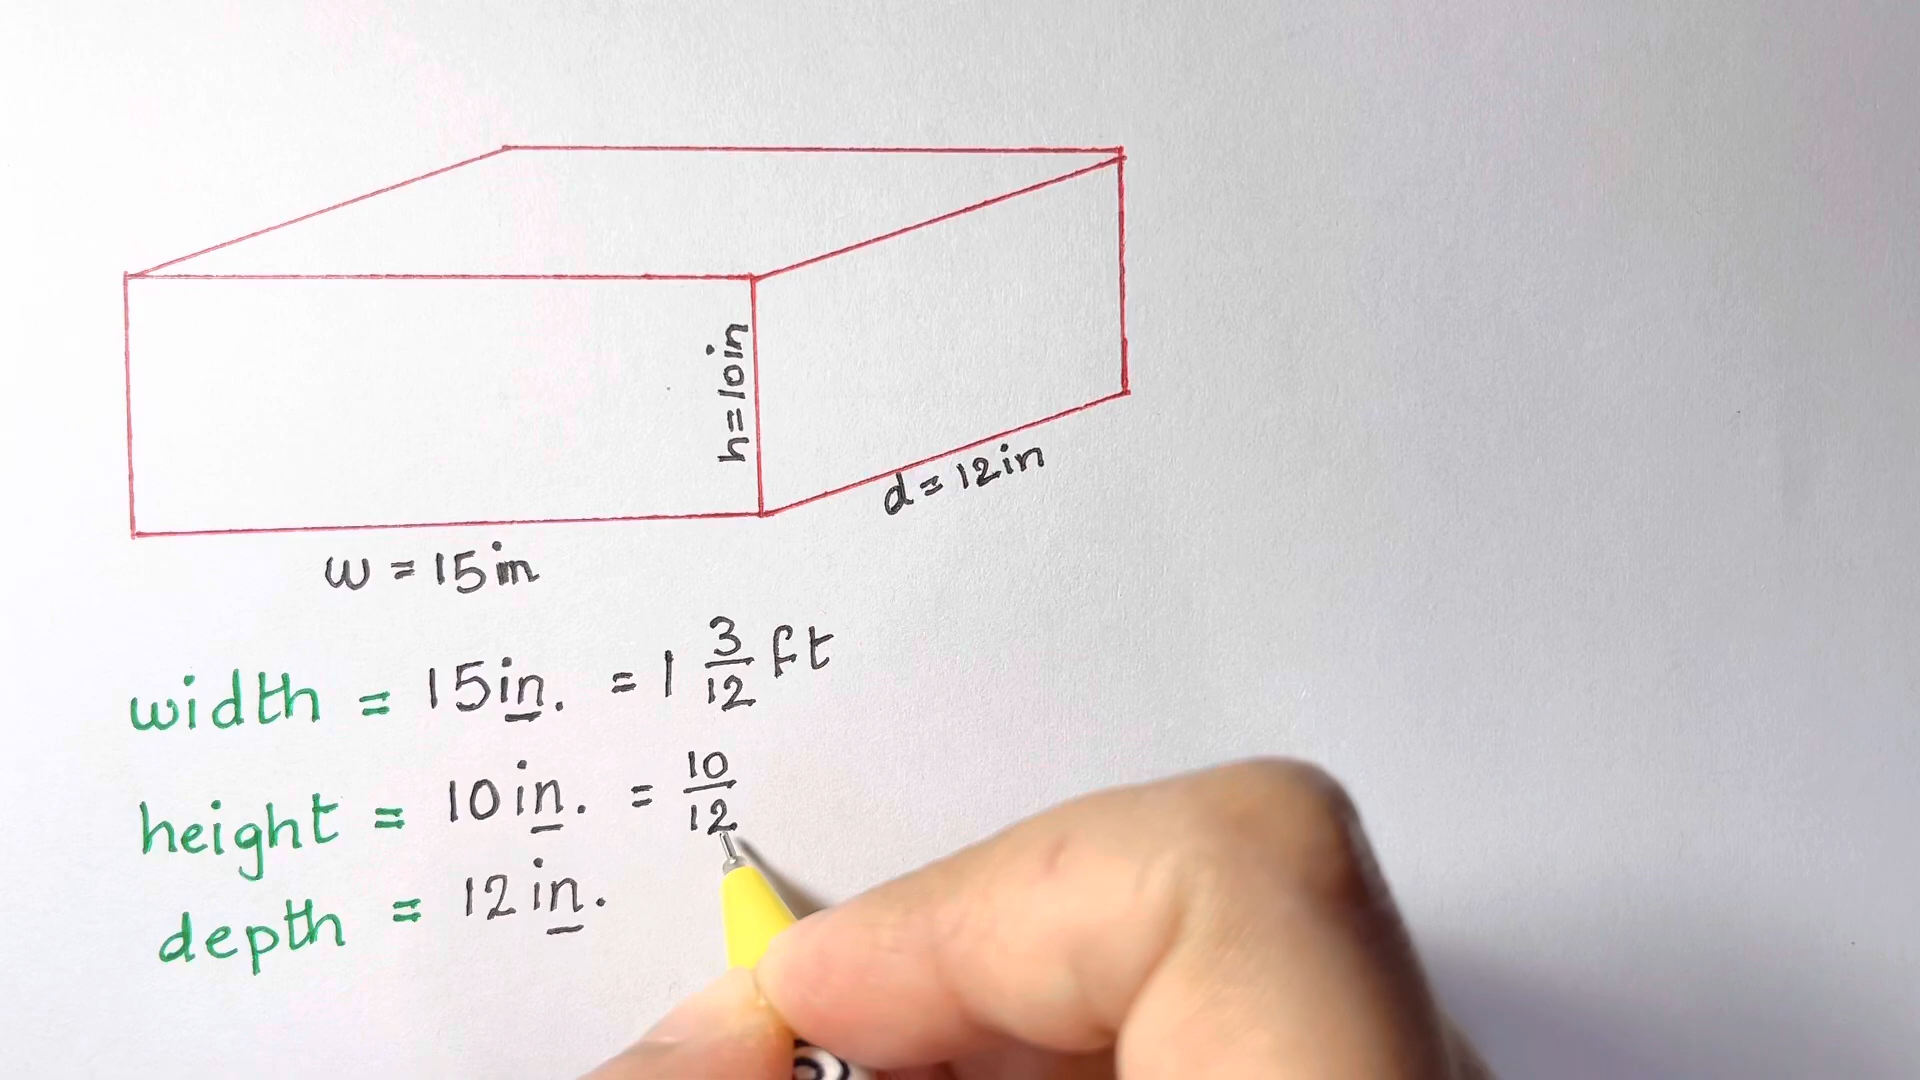 h=10in
d=12in
w=15in
width = 15in. = 1 3/12 ft
height = 10in. = 10/12
depth = 12in.